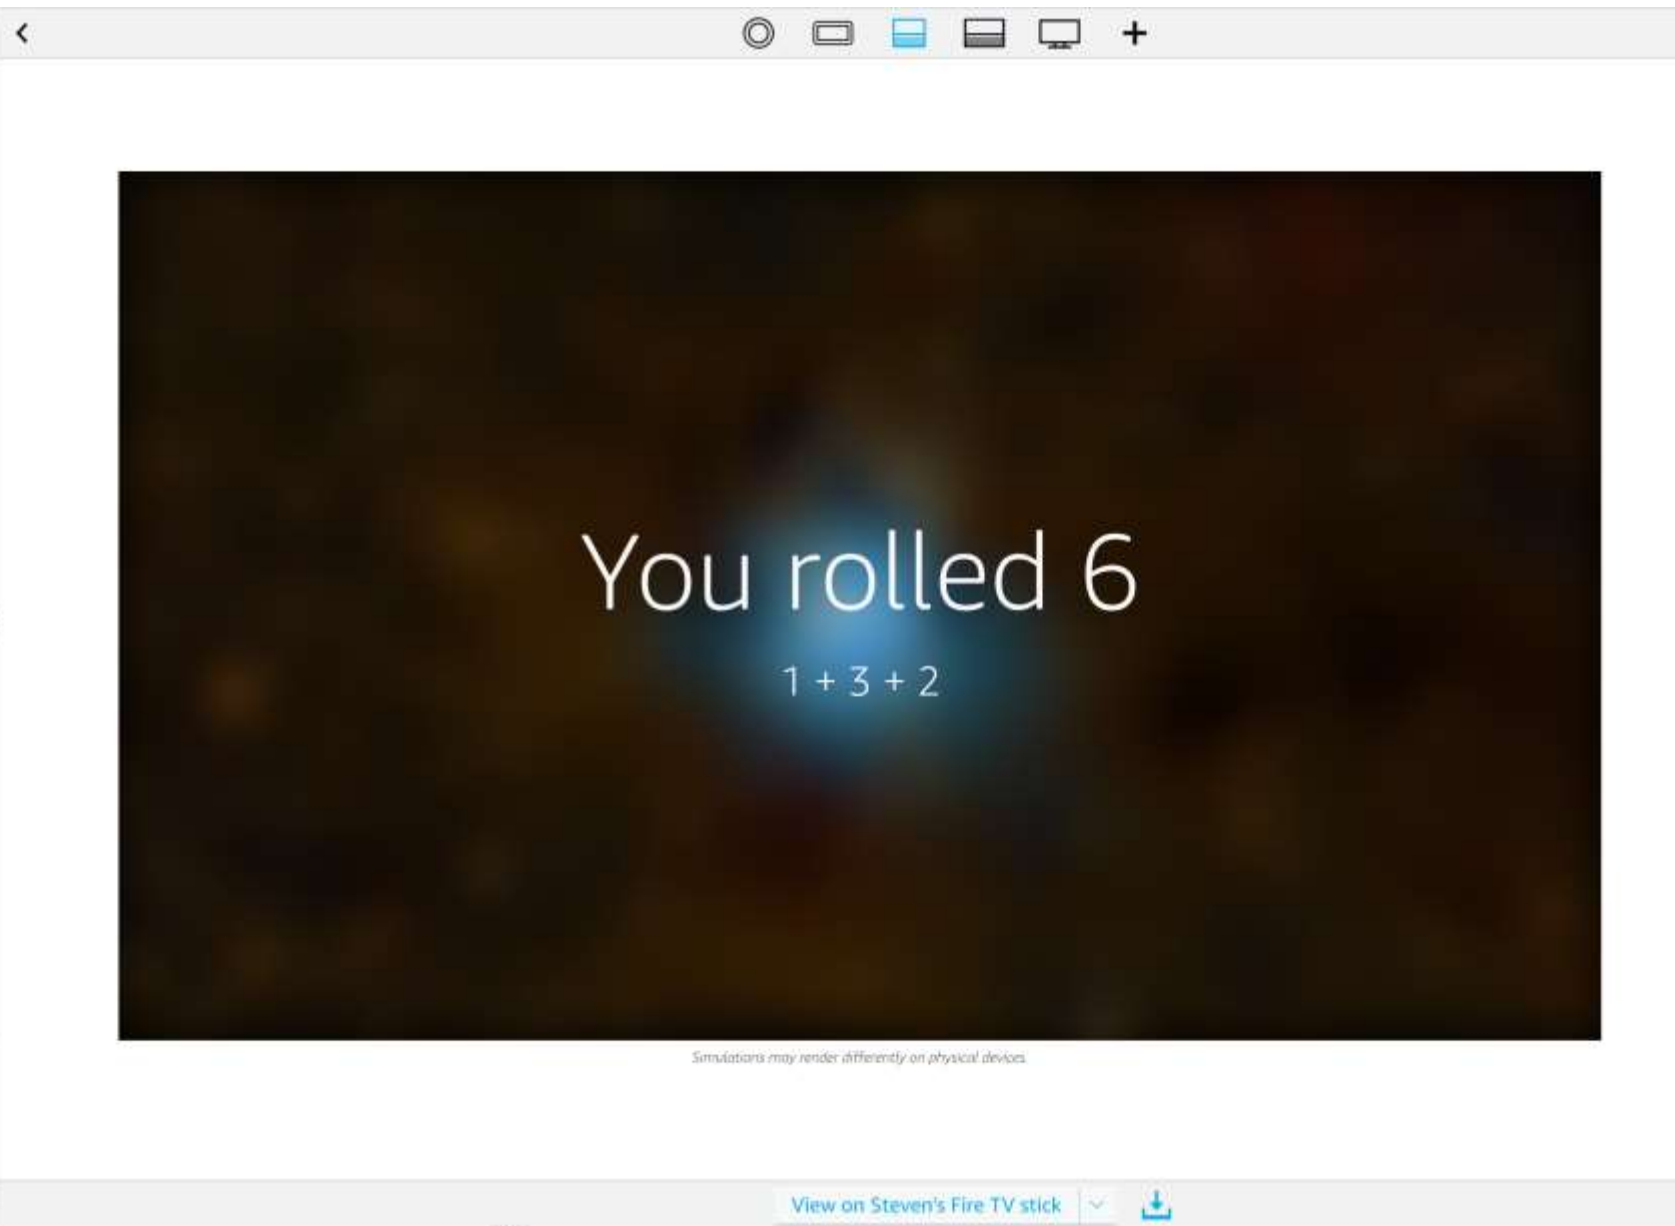 You rolled 6
1 + 3 + 2
Simulations may render differently on physical devices.
View on Steven's Fire TV stick